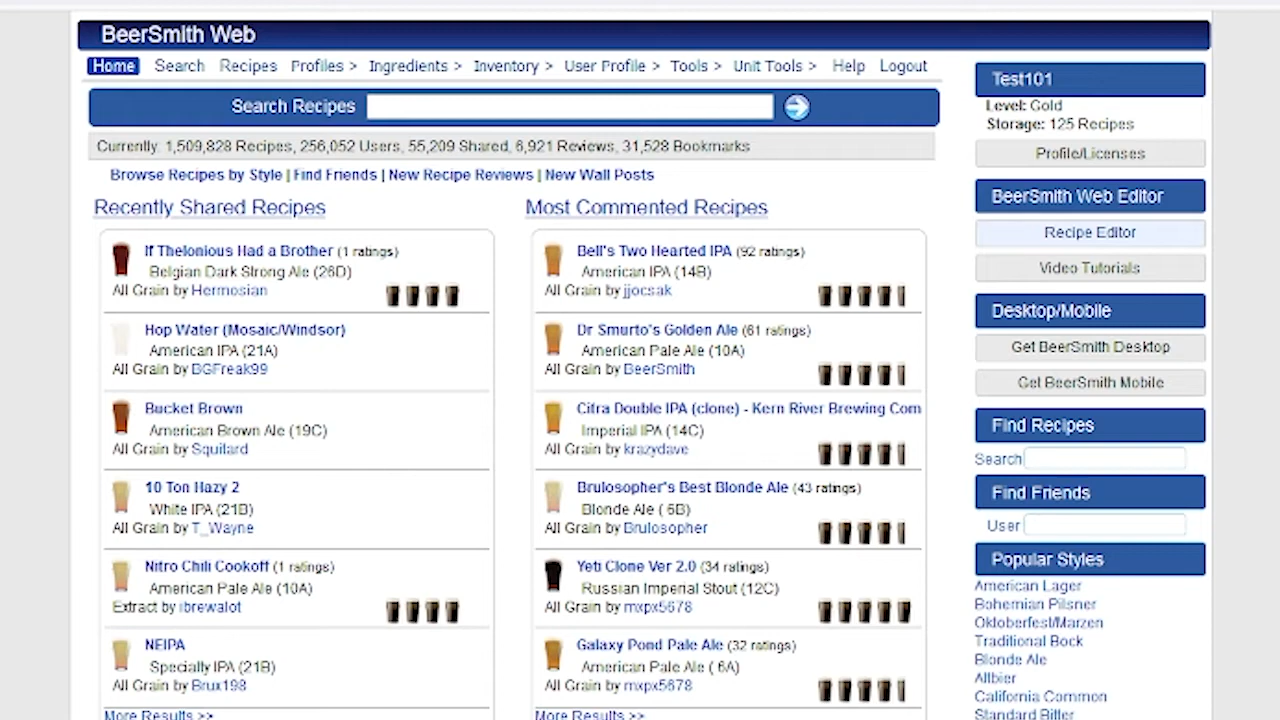 BeerSmith Web
Home Search Recipes Profiles > Ingredients > Inventory > User Profile > Tools > Unit Tools > Help Logout
Search Recipes
Currently: 1,509,828 Recipes, 256,052 Users, 55,209 Shared, 6,921 Reviews, 31,528 Bookmarks
Browse Recipes by Style | Find Friends | New Recipe Reviews | New Wall Posts
Recently Shared Recipes
If Thelonious Had a Brother (1 ratings)
Belgian Dark Strong Ale (26D)
All Grain by Hermosian
Hop Water (Mosaic/Windsor)
American IPA (21A)
All Grain by BGFreak99
Bucket Brown
American Brown Ale (19C)
All Grain by Squilard
10 Ton Hazy 2
White IPA (21B)
All Grain by T_Wayne
Nitro Chili Cookoff (1 ratings)
American Pale Ale (10A)
Extract by ibrewalot
NEIPA
Specialty IPA (21B)
All Grain by Brux198
More Results >>
Most Commented Recipes
Bell's Two Hearted IPA (92 ratings)
American IPA (14B)
All Grain by jjocsak
Dr Smurto's Golden Ale (61 ratings)
American Pale Ale (10A)
All Grain by BeerSmith
Citra Double IPA (clone) - Kern River Brewing Com
Imperial IPA (14C)
All Grain by krazydave
Brulosopher's Best Blonde Ale (43 ratings)
Blonde Ale ( 6B)
All Grain by Brulosopher
Yeti Clone Ver 2.0 (34 ratings)
Russian Imperial Stout (12C)
All Grain by mxpx5678
Galaxy Pond Pale Ale (32 ratings)
American Pale Ale ( 6A)
All Grain by mxpx5678
More Results >>
Test101
Level: Gold
Storage: 125 Recipes
Profile/Licenses
BeerSmith Web Editor
Recipe Editor
Video Tutorials
Desktop/Mobile
Get BeerSmith Desktop
Get BeerSmith Mobile
Find Recipes
Search
Find Friends
User
Popular Styles
American Lager
Bohemian Pilsner
Oktoberfest/Marzen
Traditional Bock
Blonde Ale
Altbier
California Common
Standard Bitter